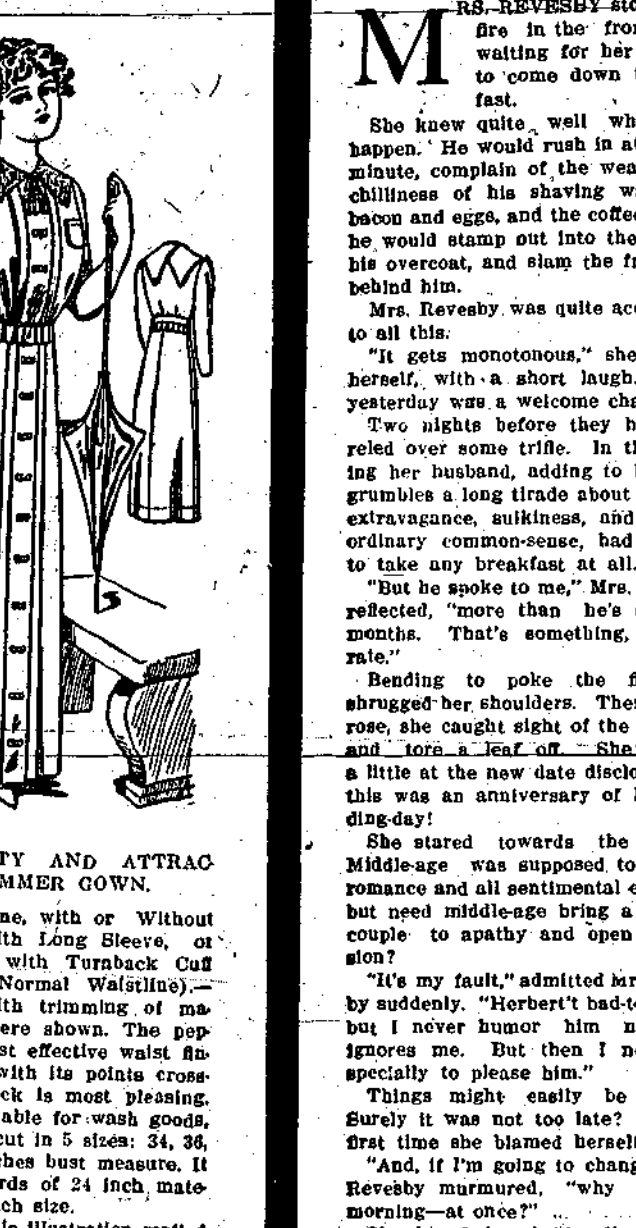 TY AND ATTRAC-
MMER GOWN.
ne, with or Without
ith Long Sleeve, or
with Turnback Cuff
Normal Waistline).—
ith trimming of ma-
ere shown. The pep-
st effective waist fin-
with its points cross-
ck is most pleasing.
able for wash goods,
cut in 5 sizes: 34, 36,
ches bust measure. It
rds of 24 inch mate-
ch size.
MRS. REVESBY sto
fire in the fron
waiting for her
to come down t
fast.
She knew quite well wh
happen. He would rush in at
minute, complain of the wea
chilliness of his shaving wa
bacon and eggs, and the coffee
he would stamp out into the
his overcoat, and slam the fr
behind him.
Mrs. Revesby was quite acc
to all this.
"It gets monotonous," she
herself, with a short laugh.
yesterday was a welcome cha
Two nights before they h
reled over some trifle. In th
ing her husband, adding to h
grumbles a long tirade about
extravagance, sulkiness, and
ordinary common-sense, had
to take any breakfast at all.
"But he spoke to me," Mrs.
reflected, "more than he's
months. That's something,
rate."
Bending to poke the f
shrugged her shoulders. Then
rose, she caught sight of the
and tore a leaf off. She
a little at the new date disclo
this was an anniversary of h
ding-day!
She stared towards the
Middle-age was supposed to
romance and all sentimental e
but need middle-age bring a
couple to apathy and open
sion?
"It's my fault," admitted Mr
by suddenly. "Herbert't bad-t
but I never humor him n
ignores me. But then I ne
specially to please him."
Things might easily be
Surely it was not too late?
first time she blamed herself
"And, if I'm going to chang
Revesby murmured, "why
morning—at once?"